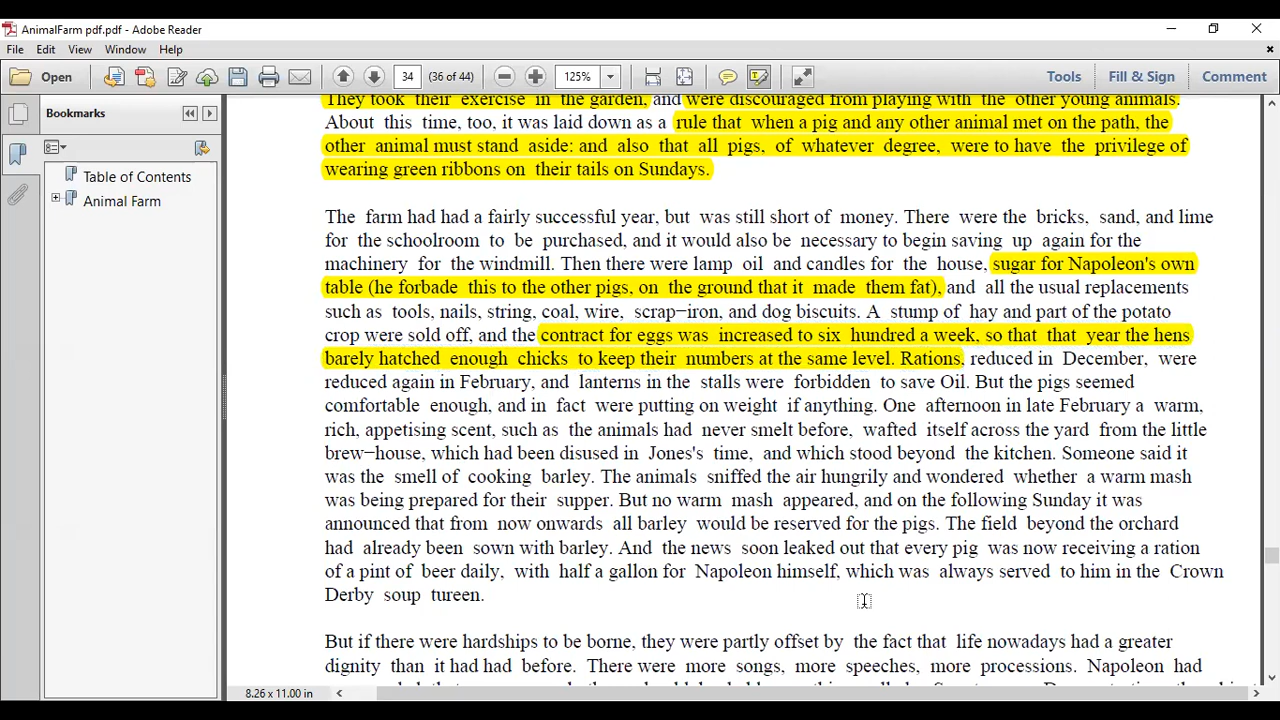 AnimalFarm pdf.pdf - Adobe Reader
File Edit View Window Help
Open 34 (36 of 44) 125% Tools Fill & Sign Comment
Bookmarks
Table of Contents
Animal Farm
They took their exercise in the garden, and were discouraged from playing with the other young animals.
About this time, too, it was laid down as a rule that when a pig and any other animal met on the path, the
other animal must stand aside: and also that all pigs, of whatever degree, were to have the privilege of
wearing green ribbons on their tails on Sundays.
The farm had had a fairly successful year, but was still short of money. There were the bricks, sand, and lime
for the schoolroom to be purchased, and it would also be necessary to begin saving up again for the
machinery for the windmill. Then there were lamp oil and candles for the house, sugar for Napoleon's own
table (he forbade this to the other pigs, on the ground that it made them fat), and all the usual replacements
such as tools, nails, string, coal, wire, scrap−iron, and dog biscuits. A stump of hay and part of the potato
crop were sold off, and the contract for eggs was increased to six hundred a week, so that that year the hens
barely hatched enough chicks to keep their numbers at the same level. Rations, reduced in December, were
reduced again in February, and lanterns in the stalls were forbidden to save Oil. But the pigs seemed
comfortable enough, and in fact were putting on weight if anything. One afternoon in late February a warm,
rich, appetising scent, such as the animals had never smelt before, wafted itself across the yard from the little
brew−house, which had been disused in Jones's time, and which stood beyond the kitchen. Someone said it
was the smell of cooking barley. The animals sniffed the air hungrily and wondered whether a warm mash
was being prepared for their supper. But no warm mash appeared, and on the following Sunday it was
announced that from now onwards all barley would be reserved for the pigs. The field beyond the orchard
had already been sown with barley. And the news soon leaked out that every pig was now receiving a ration
of a pint of beer daily, with half a gallon for Napoleon himself, which was always served to him in the Crown
Derby soup tureen.
But if there were hardships to be borne, they were partly offset by the fact that life nowadays had a greater
dignity than it had had before. There were more songs, more speeches, more processions. Napoleon had
8.26 x 11.00 in